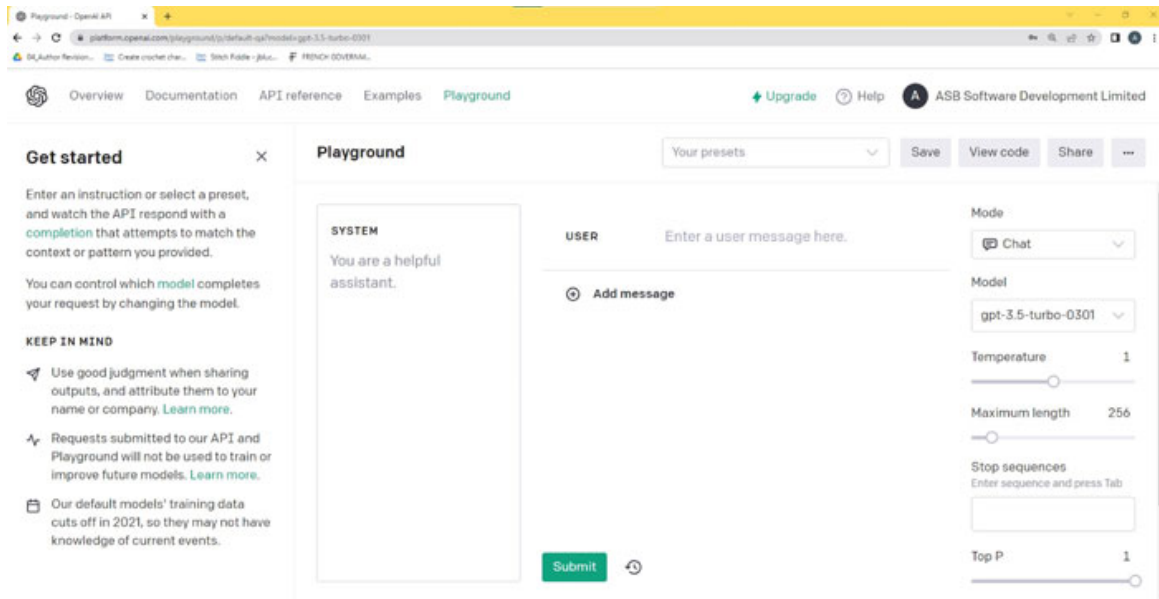 Playground - OpenAI API
platform.openai.com/playground/p/default-qa?model=gpt-3.5-turbo-0301
04_Author Revision... Create crochet char... Stitch Fiddle -
Overview Documentation API reference Examples Playground Upgrade Help A ASB Software Development Limited
Get started
Enter an instruction or select a preset,
and watch the API respond with a
completion that attempts to match the
context or pattern you provided.
You can control which model completes
your request by changing the model.
KEEP IN MIND
Use good judgment when sharing
outputs, and attribute them to your
name or company. Learn more.
Requests submitted to our API and
Playground will not be used to train or
improve future models. Learn more.
Our default models' training data
cuts off in 2021, so they may not have
knowledge of current events.
Playground
Your presets Save View code Share ...
SYSTEM
You are a helpful
assistant.
USER Enter a user message here.
Add message
Submit
Mode
Chat
Model
gpt-3.5-turbo-0301
Temperature 1
Maximum length 256
Stop sequences
Enter sequence and press Tab
Top P 1